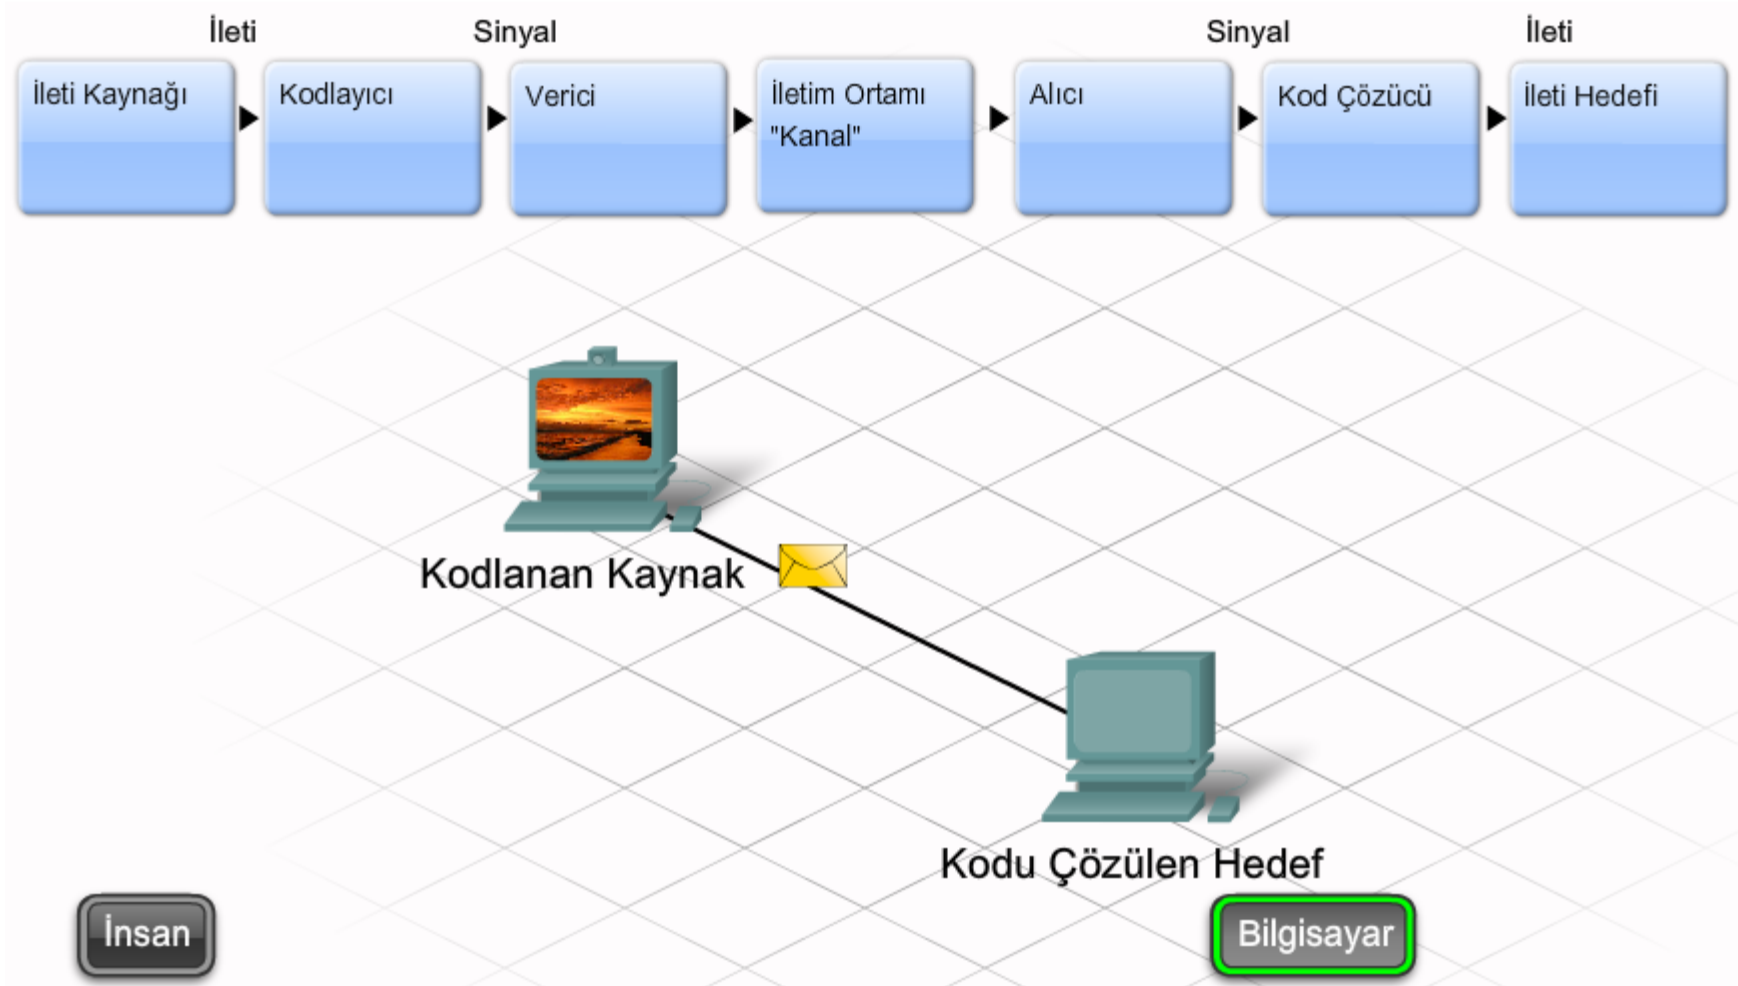 İleti
Sinyal
Sinyal
İleti
İleti Kaynağı
Kodlayıcı
Verici
İletim Ortamı
"Kanal"
Alıcı
Kod Çözücü
İleti Hedefi
Kodlanan Kaynak
Kodu Çözülen Hedef
İnsan
Bilgisayar